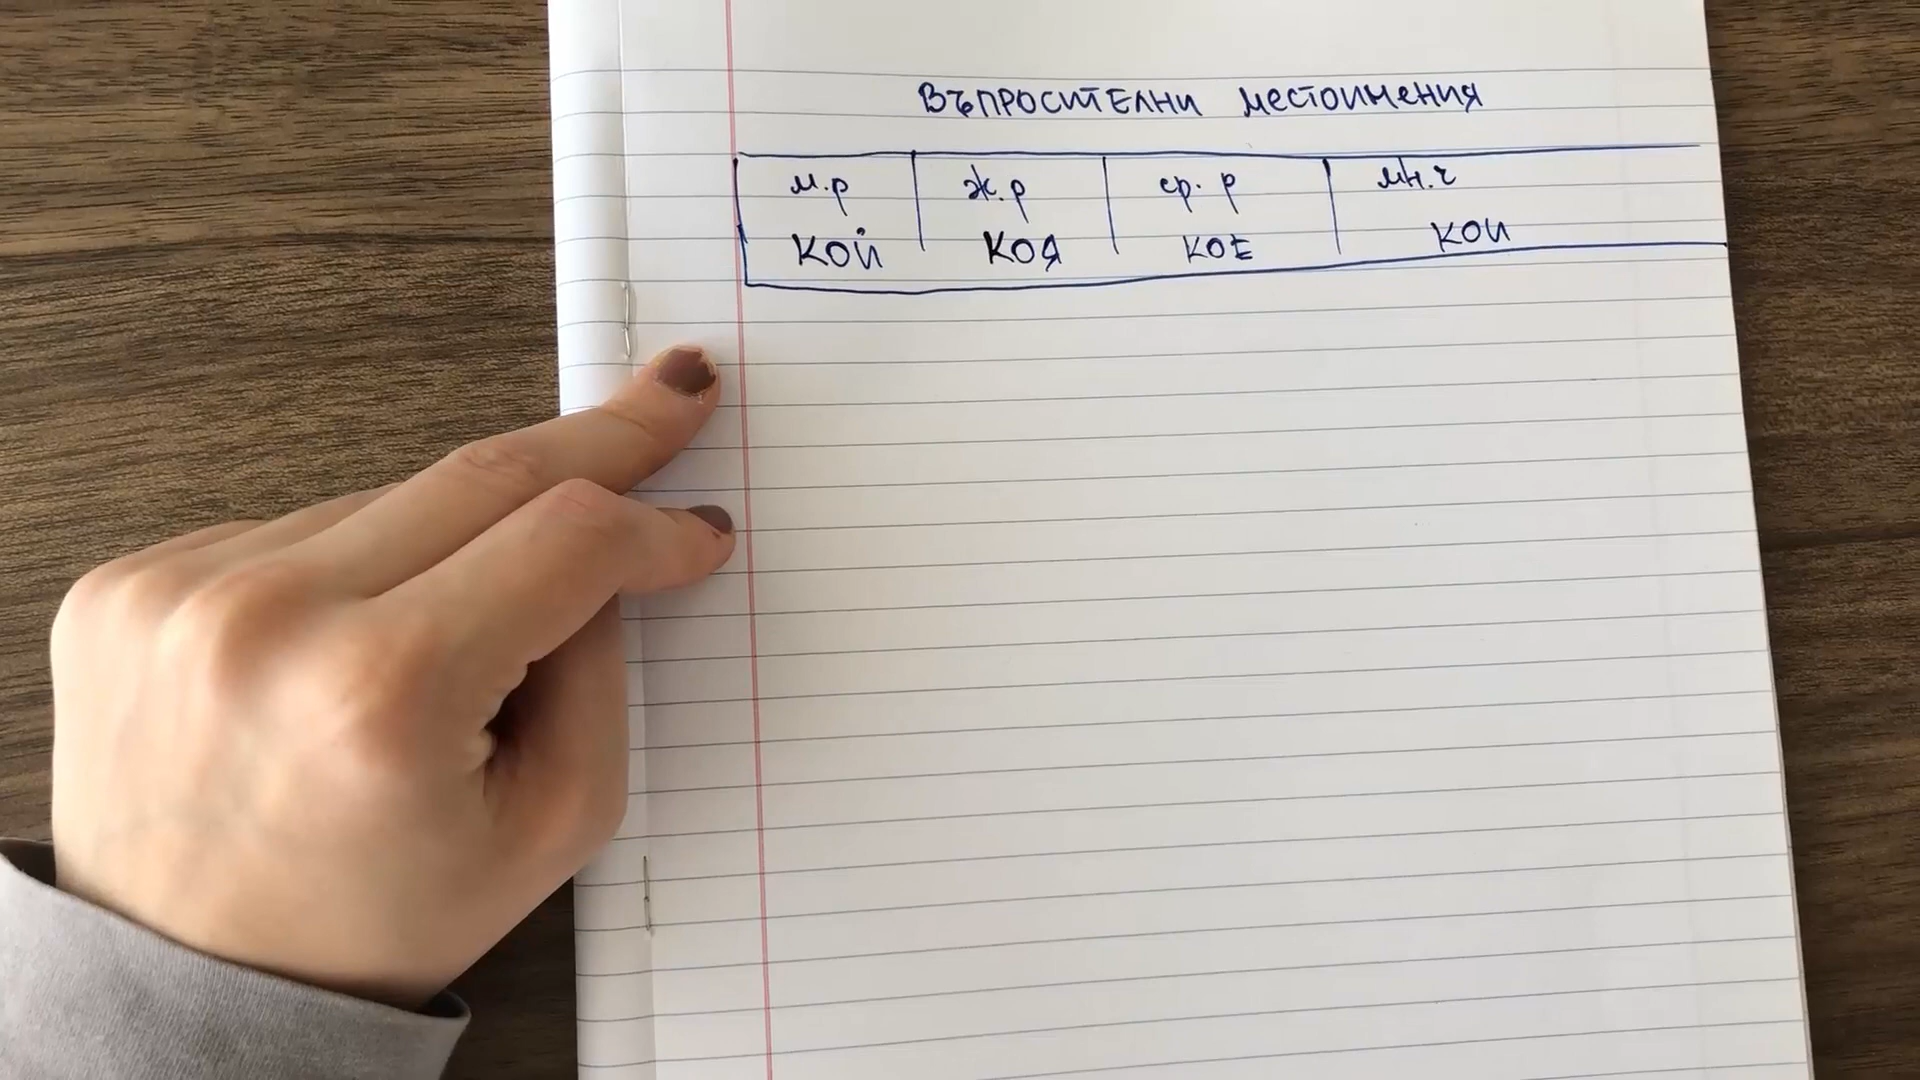 ВЪПРОСИТЕЛНИ МЕСТОИМЕНИЯ
м.р ж.р ср. р мн.ч
КОЙ КОЯ КОЕ КОИ